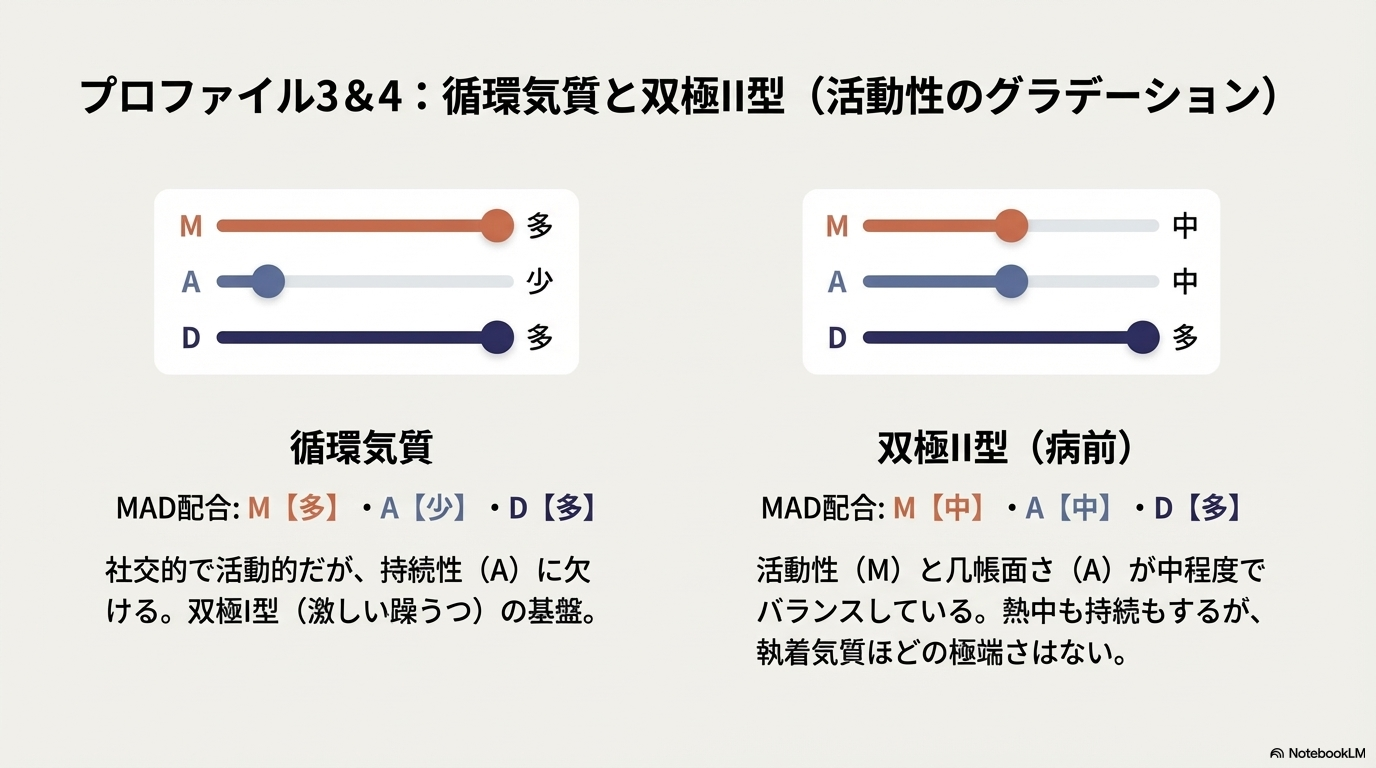 プロファイル3&4：循環気質と双極II型（活動性のグラデーション）
M 多
A 少
D 多
循環気質
MAD配合: M【多】・A【少】・D【多】
社交的で活動的だが、持続性（A）に欠
ける。双極I型（激しい躁うつ）の基盤。
M 中
A 中
D 多
双極II型（病前）
MAD配合: M【中】・A【中】・D【多】
活動性（M）と几帳面さ（A）が中程度で
バランスしている。熱中も持続もするが、
執着気質ほどの極端さはない。
NotebookLM